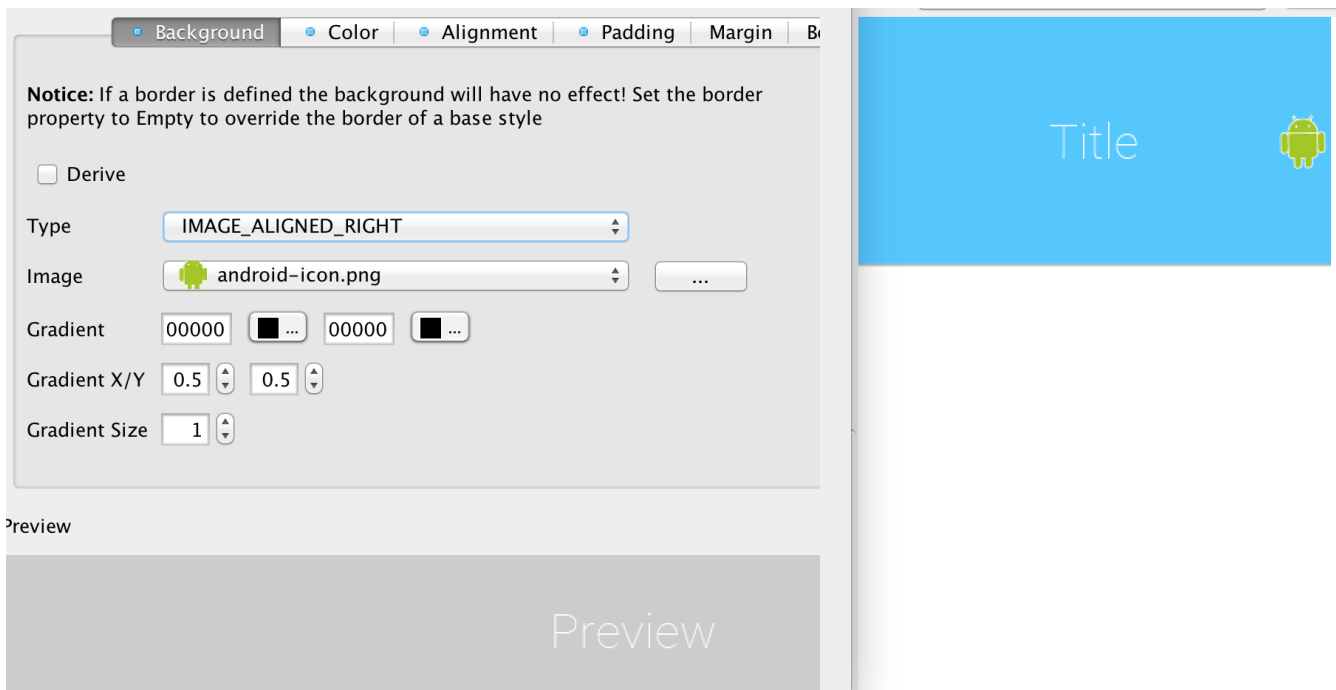 Background Color Alignment Padding Margin
Notice: If a border is defined the background will have no effect! Set the border
property to Empty to override the border of a base style
Derive
Type IMAGE_ALIGNED_RIGHT
Image android-icon.png ...
Gradient 00000 ... 00000 ...
Gradient X/Y 0.5 0.5
Gradient Size 1
Preview
Preview
Title